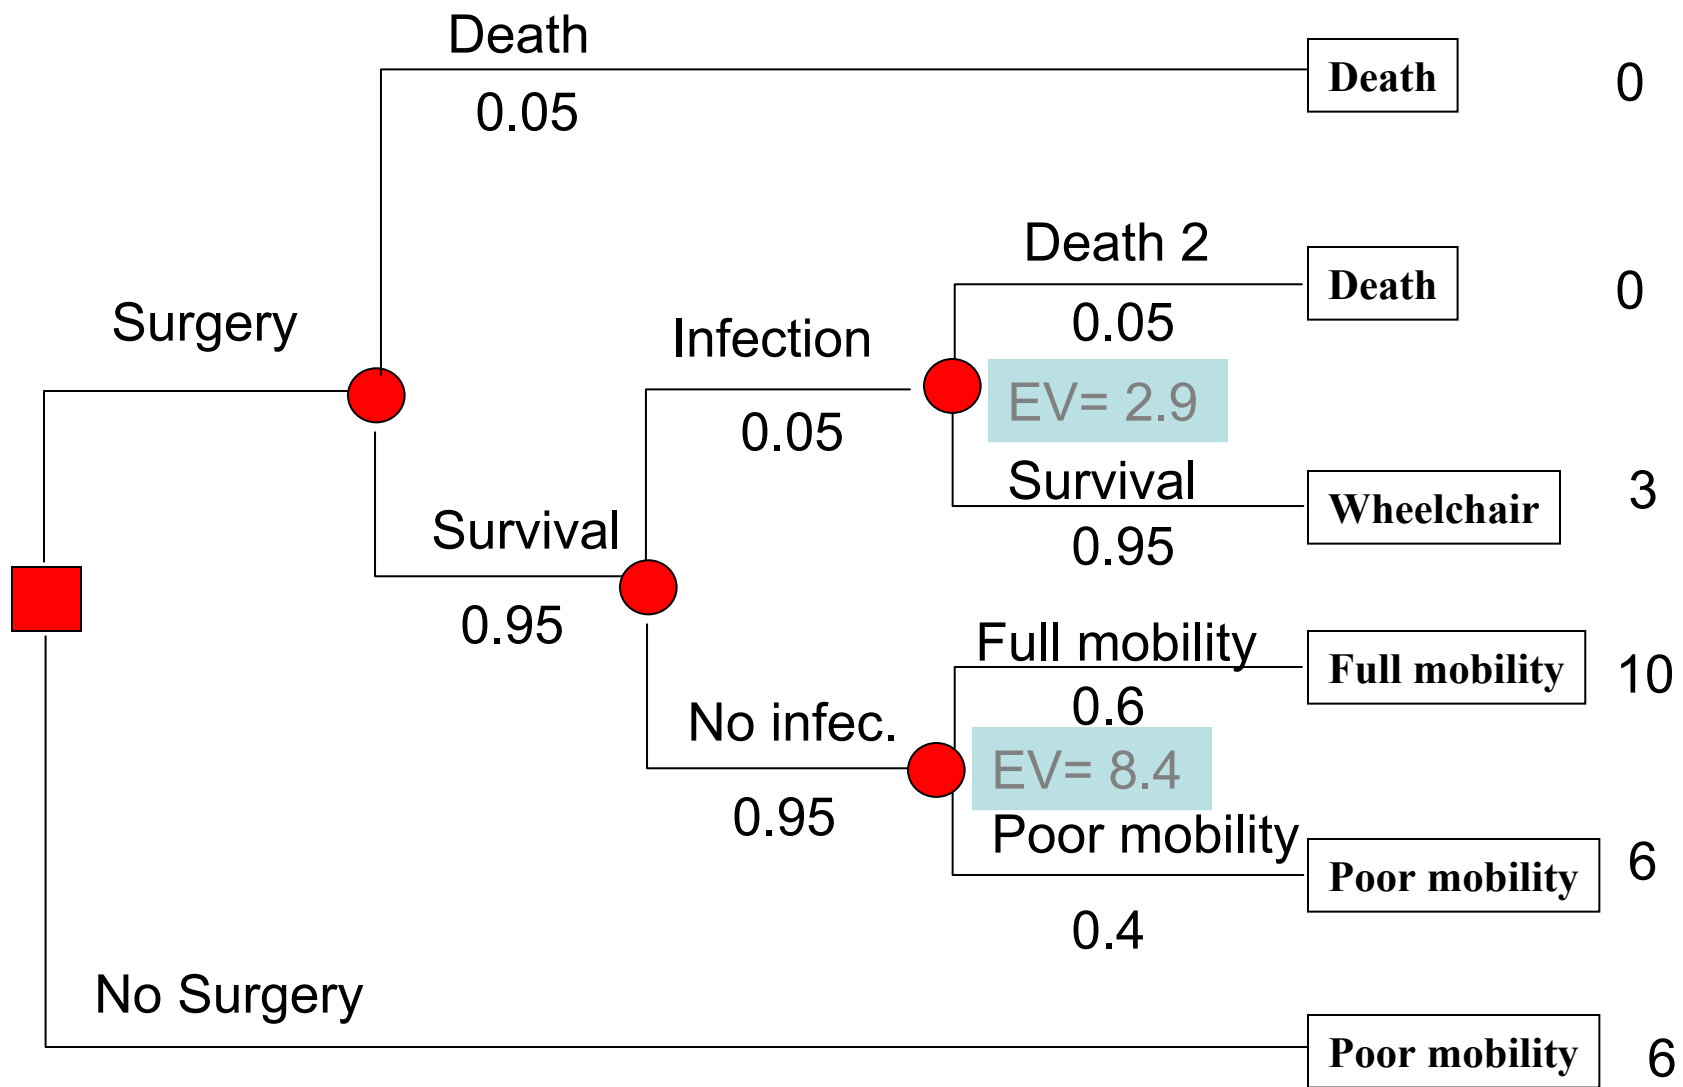 Death
0.05
Death
0
Death 2
0.05
Death
0
Surgery
Infection
0.05
EV= 2.9
Survival
0.95
Wheelchair
3
Survival
0.95
Full mobility
0.6
Full mobility
10
No infec.
0.95
EV= 8.4
Poor mobility
0.4
Poor mobility
6
No Surgery
Poor mobility
6